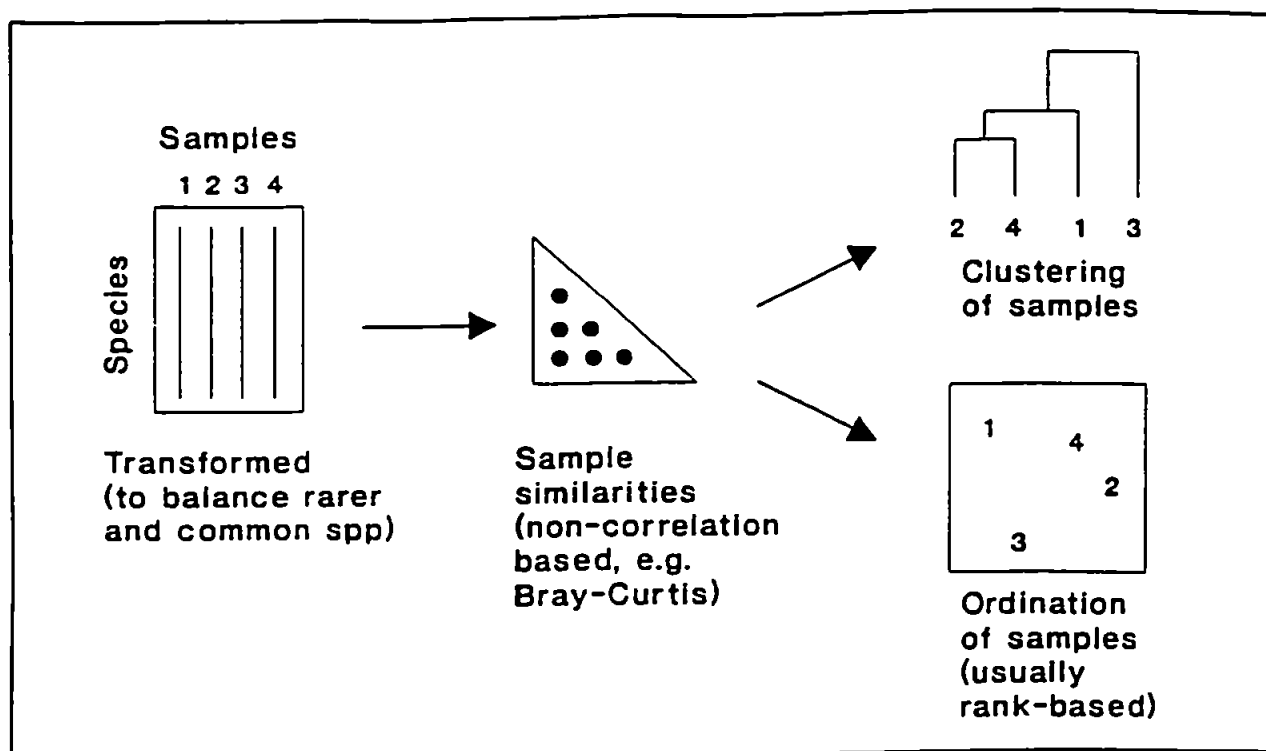 Samples
1 2 3 4
Species
Transformed
(to balance rarer
and common spp)
Sample
similarities
(non-correlation
based, e.g.
Bray-Curtis)
2 4 1 3
Clustering
of samples
1
4
2
3
Ordination
of samples
(usually
rank-based)